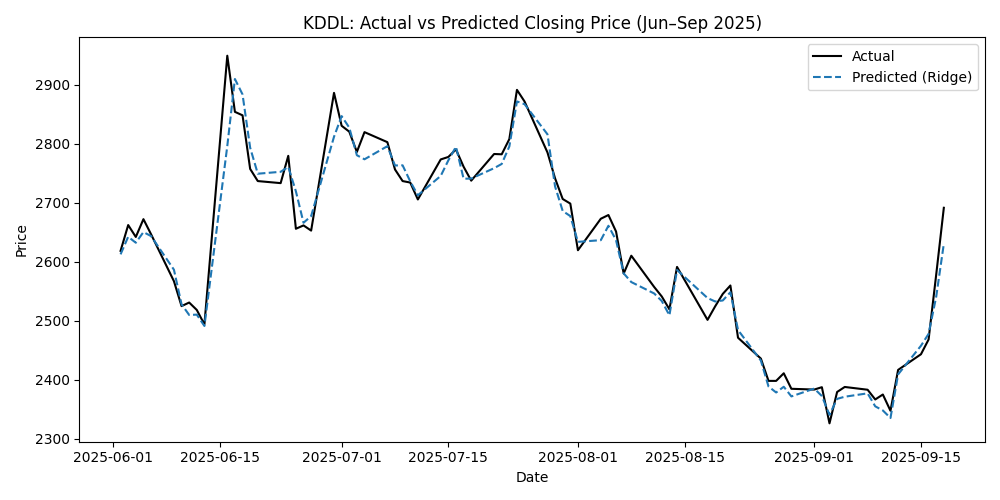 KDDL: Actual vs Predicted Closing Price (Jun–Sep 2025)
Actual
Predicted (Ridge)
Price
2900
2800
2700
2600
2500
2400
2300
2025-06-01 2025-06-15 2025-07-01 2025-07-15 2025-08-01 2025-08-15 2025-09-01 2025-09-15
Date